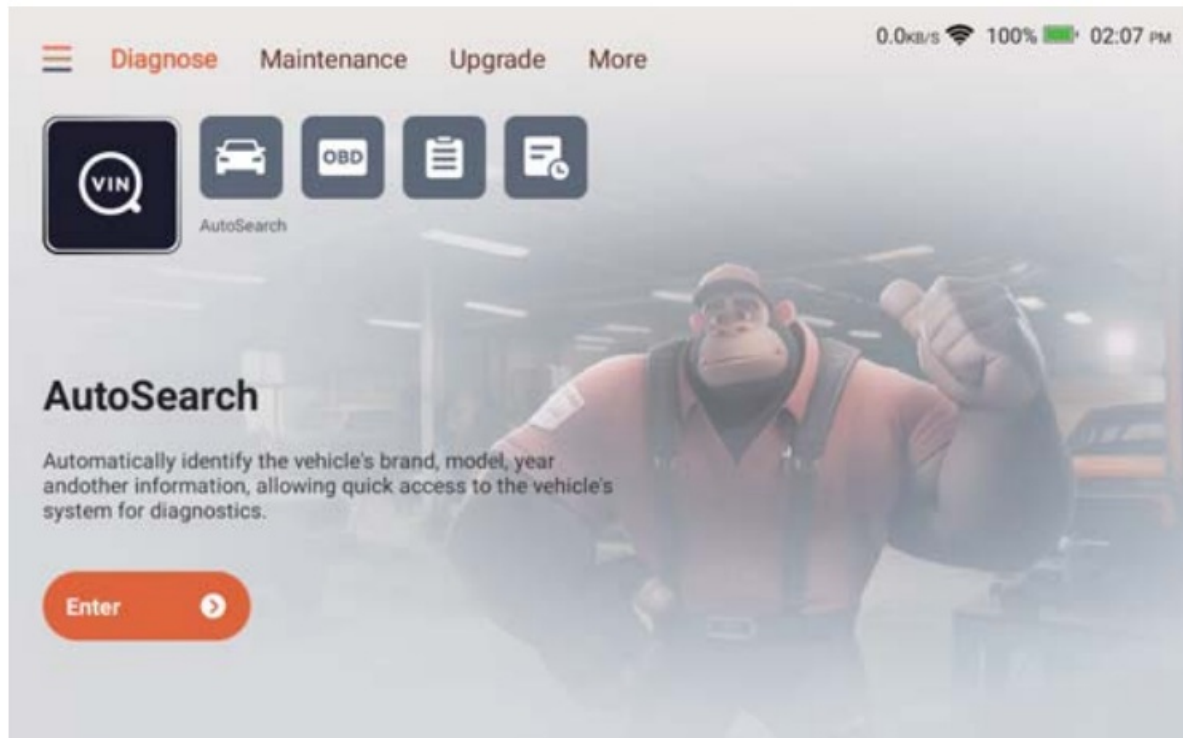 0.0KB/S 100% 02:07 PM
Diagnose Maintenance Upgrade More
VIN
OBD
AutoSearch
AutoSearch
Automatically identify the vehicle's brand, model, year
andother information, allowing quick access to the vehicle's
system for diagnostics.
Enter